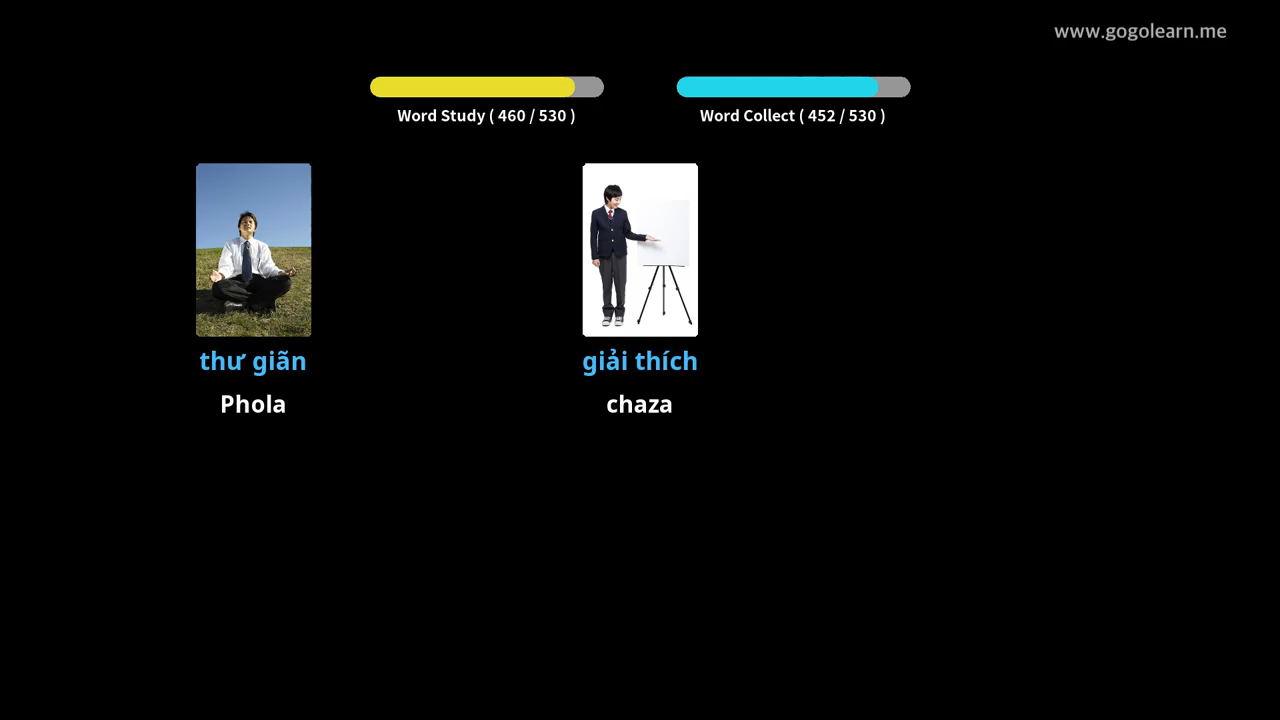 www.gogolearn.me
Word Study ( 460 / 530 )
Word Collect ( 452 / 530 )
thư giãn
giải thích
Phola
chaza